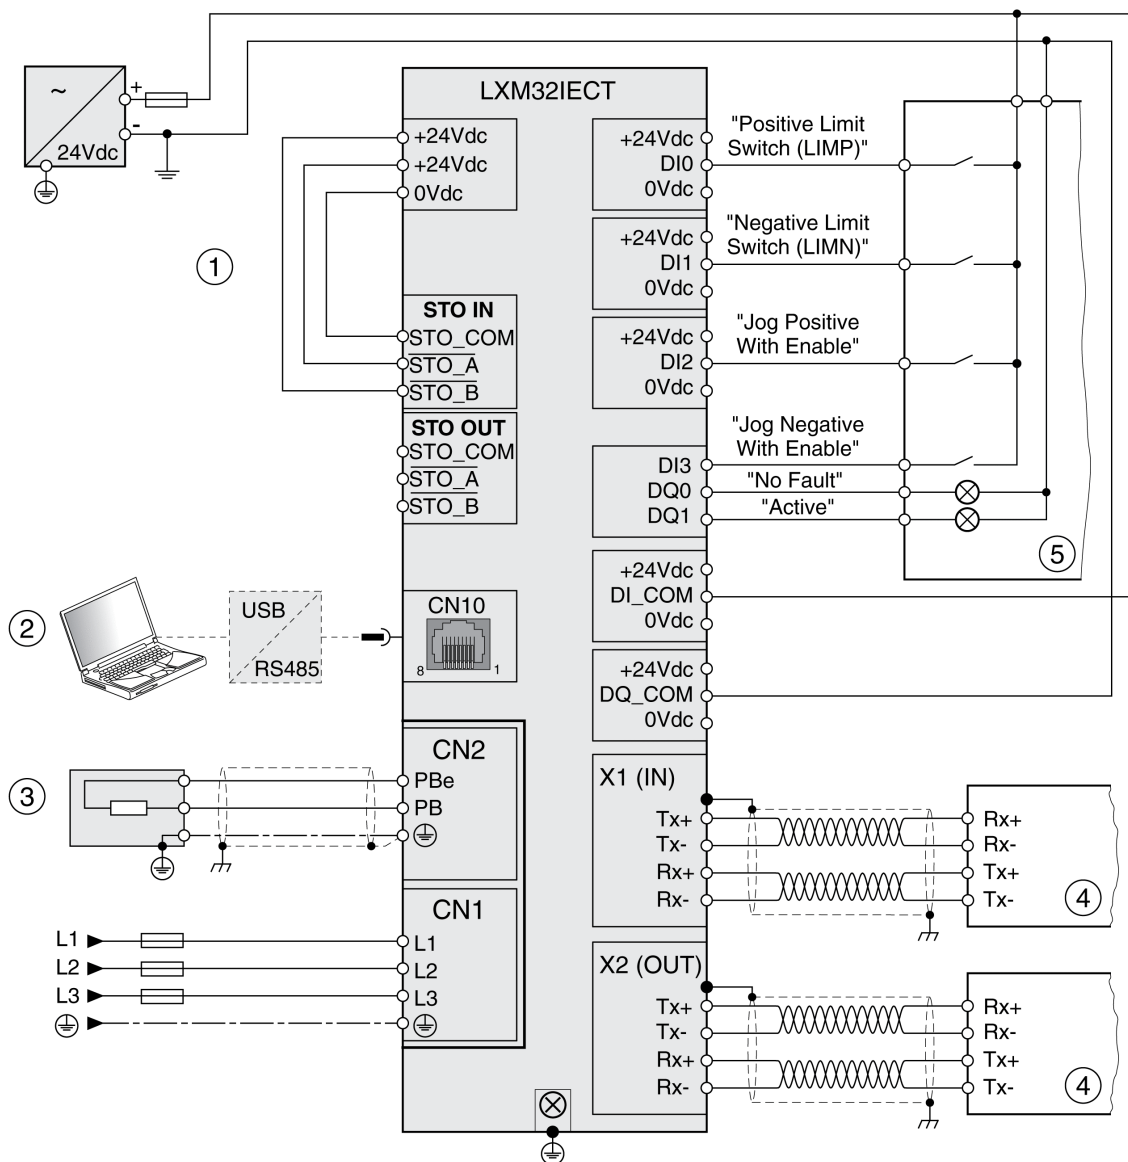 +
~
-
24Vdc
LXM32IECT
+24Vdc
+24Vdc
0Vdc
1
STO IN
STO_COM
STO_A
STO_B
STO OUT
STO_COM
STO_A
STO_B
+24Vdc
DI0
0Vdc
"Positive Limit
Switch (LIMP)"
+24Vdc
DI1
0Vdc
"Negative Limit
Switch (LIMN)"
+24Vdc
DI2
0Vdc
"Jog Positive
With Enable"
DI3
DQ0
DQ1
"Jog Negative
With Enable"
"No Fault"
"Active"
5
+24Vdc
DI_COM
0Vdc
+24Vdc
DQ_COM
0Vdc
2
USB
RS485
CN10
8
1
3
CN2
PBe
PB
CN1
L1
L2
L3
L1
L2
L3
X1 (IN)
Tx+
Tx-
Rx+
Rx-
Rx+
Rx-
Tx+
Tx-
4
X2 (OUT)
Tx+
Tx-
Rx+
Rx-
Rx+
Rx-
Tx+
Tx-
4